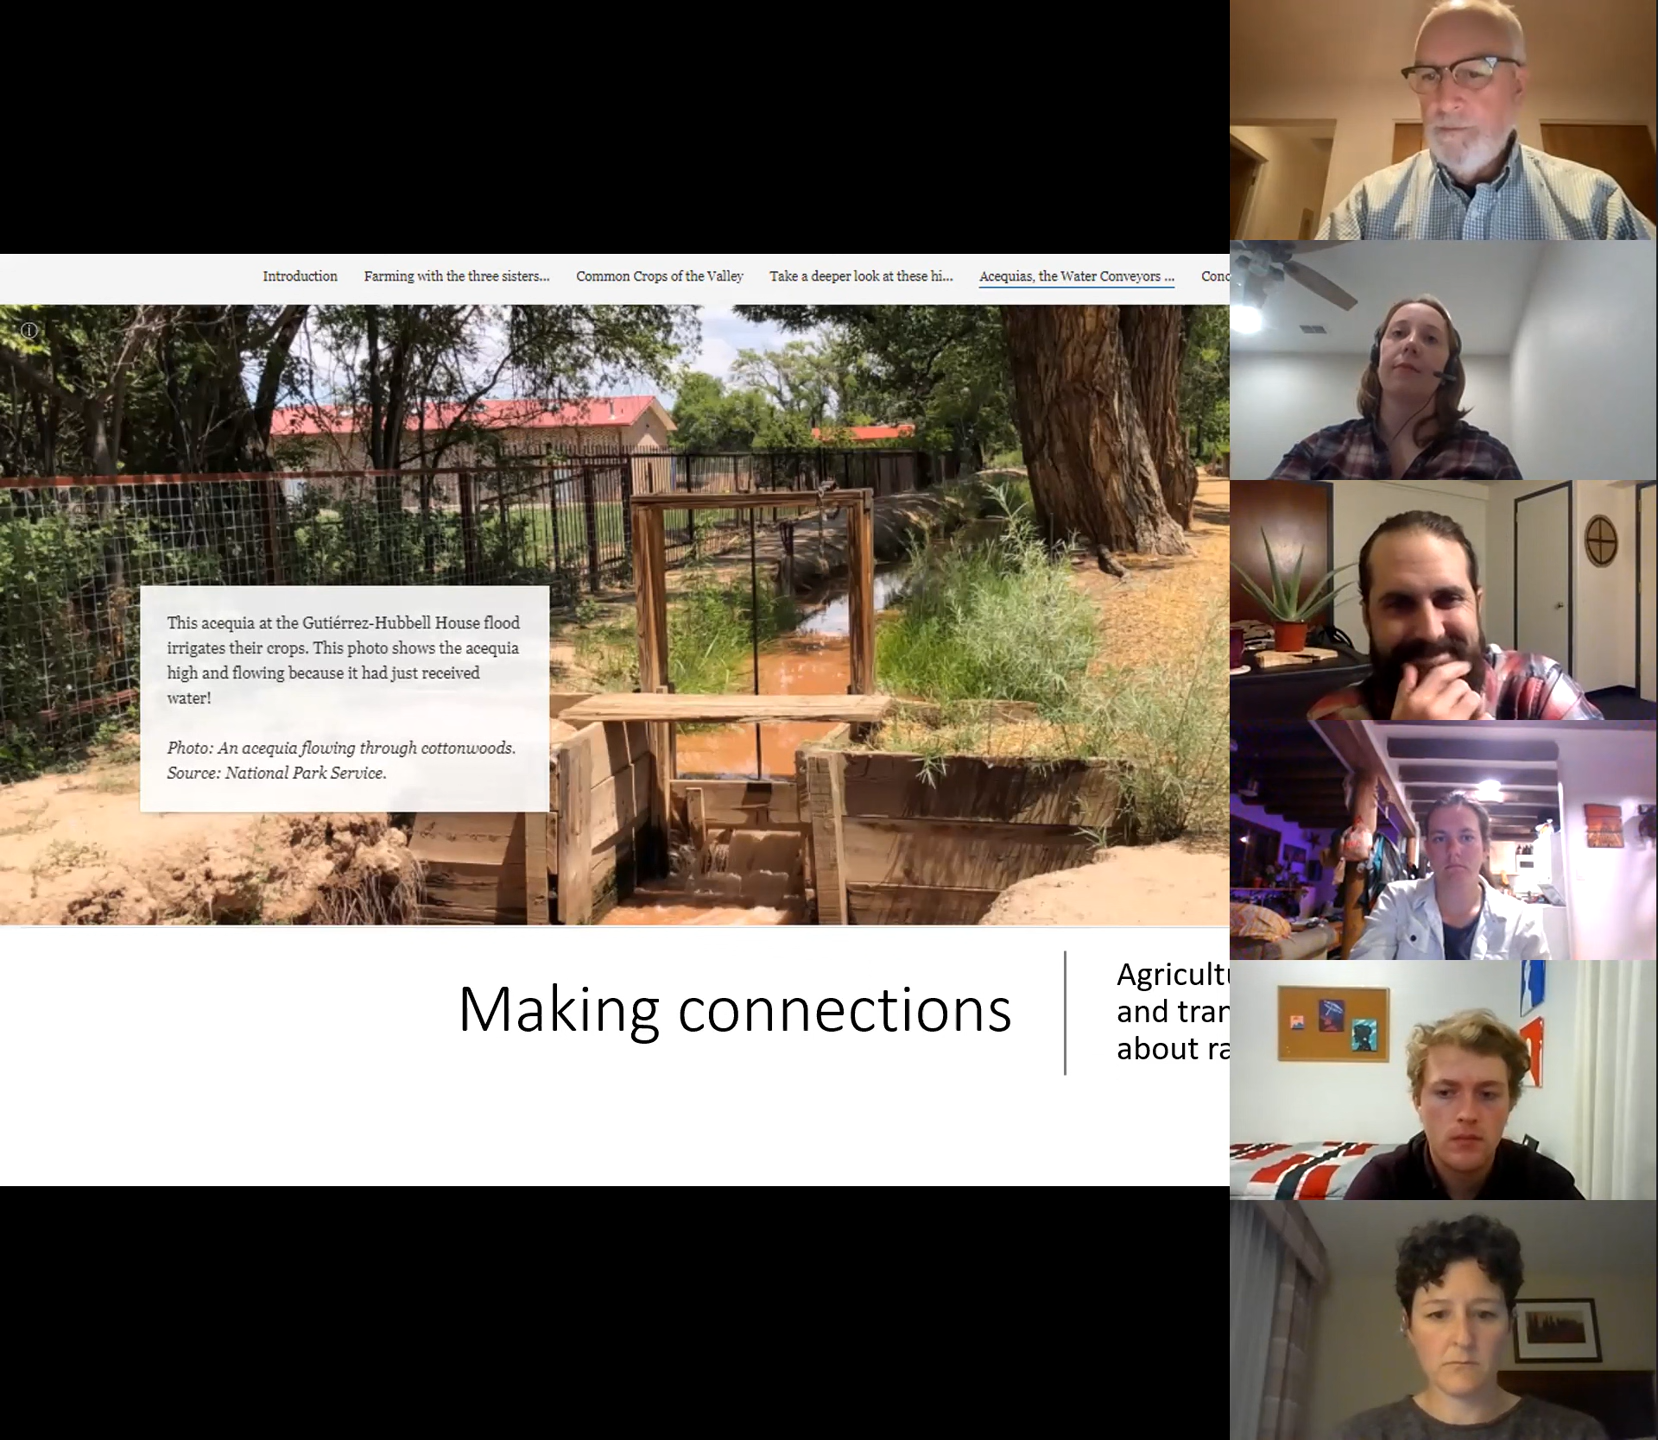 Introduction Farming with the three sisters... Common Crops of the Valley Take a deeper look at these hi... Acequias, the Water Conveyors ...
This acequia at the Gutiérrez-Hubbell House flood
irrigates their crops. This photo shows the acequia
high and flowing because it had just received
water!
Photo: An acequia flowing through cottonwoods.
Source: National Park Service.
Making connections
and
about